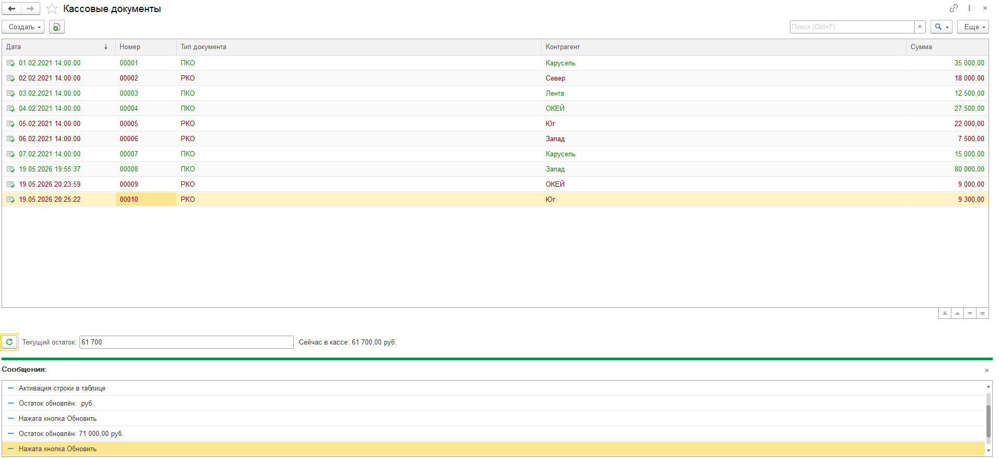 Кассовые документы
Создать
Поиск (Ctrl+F) × Еще
Дата ↓ Номер Тип документа Контрагент Сумма
01.02.2021 14:00:00 00001 ПКО Карусель 35 000,00
02.02.2021 14:00:00 00002 РКО Север 18 000,00
03.02.2021 14:00:00 00003 ПКО Лента 12 500,00
04.02.2021 14:00:00 00004 ПКО ОКЕЙ 27 500,00
05.02.2021 14:00:00 00005 РКО Юг 22 000,00
06.02.2021 14:00:00 00006 РКО Запад 7 500,00
07.02.2021 14:00:00 00007 ПКО Карусель 15 000,00
19.05.2026 19:55:37 00008 ПКО Запад 80 000,00
19.05.2026 20:23:59 00009 РКО ОКЕЙ 9 000,00
19.05.2026 20:25:22 00010 РКО Юг 9 300,00
Текущий остаток: 61 700 Сейчас в кассе: 61 700,00 руб.
Сообщения:
Активация строки в таблице
Остаток обновлён: руб.
Нажата кнопка Обновить
Остаток обновлён: 71 000,00 руб.
Нажата кнопка Обновить